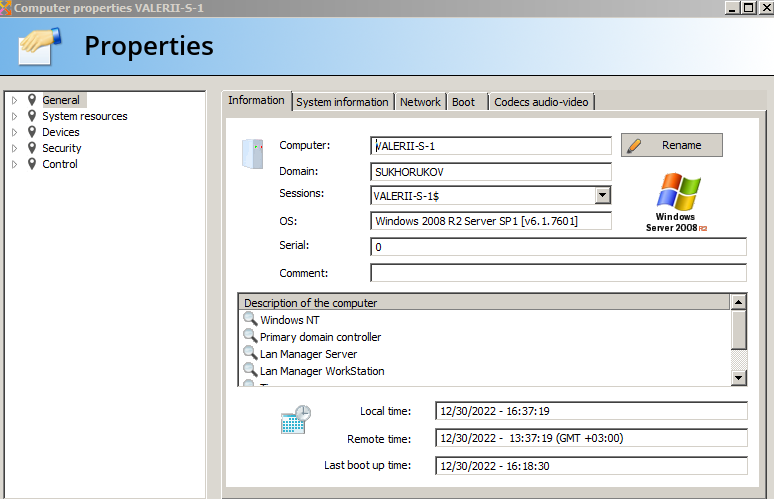 Computer properties VALERII-S-1
Properties
General
System resources
Devices
Security
Control
Information System information Network Boot Codecs audio-video
Computer: VALERII-S-1 Rename
Domain: SUKHORUKOV
Sessions: VALERII-S-1$
OS: Windows 2008 R2 Server SP1 [v6.1.7601]
Windows
Server 2008 R2
Serial: 0
Comment:
Description of the computer
Windows NT
Primary domain controller
Lan Manager Server
Lan Manager WorkStation
Local time: 12/30/2022 - 16:37:19
Remote time: 12/30/2022 - 13:37:19 (GMT +03:00)
Last boot up time: 12/30/2022 - 16:18:30